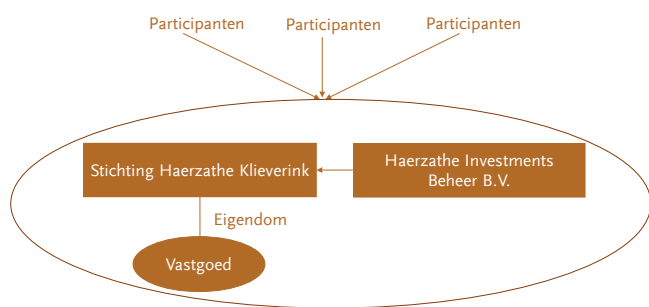 Participanten
Participanten
Participanten
Stichting Haerzathe Klieverink
Haerzathe Investments
Beheer B.V.
Eigendom
Vastgoed